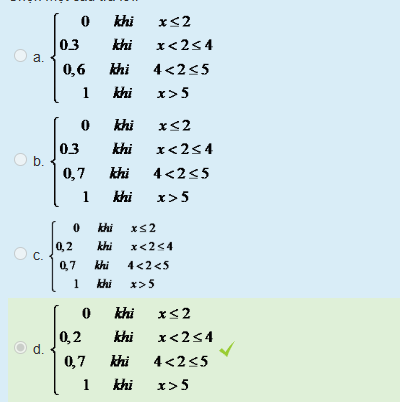 a. 0 khi x≤2
0.3 khi x<2≤4
0,6 khi 4<2≤5
1 khi x>5
b. 0 khi x≤2
0.3 khi x<2≤4
0,7 khi 4<2≤5
1 khi x>5
c. 0 khi x≤2
0,2 khi x<2≤4
0,7 khi 4<2<5
1 khi x>5
d. 0 khi x≤2
0,2 khi x<2≤4
0,7 khi 4<2≤5
1 khi x>5